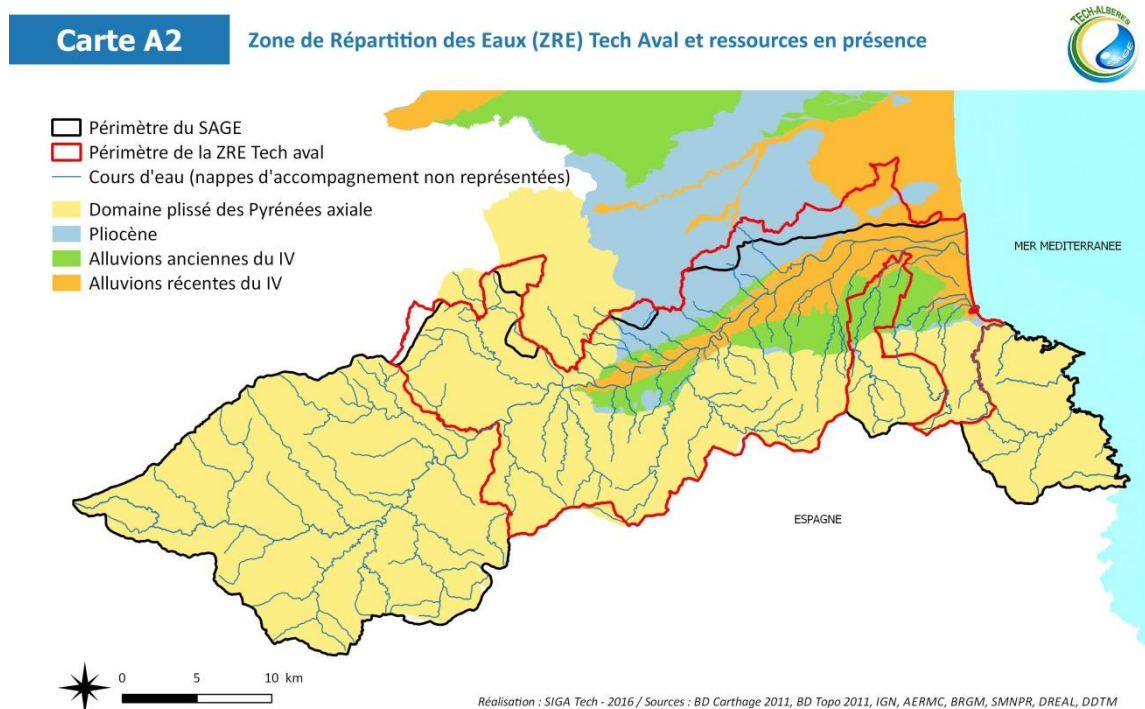 Carte A2
Zone de Répartition des Eaux (ZRE) Tech Aval et ressources en présence
TECH-ALBERES
SAGE
Périmètre du SAGE
Périmètre de la ZRE Tech aval
Cours d'eau (nappes d'accompagnement non représentées)
Domaine plissé des Pyrénées axiale
Pliocène
Alluvions anciennes du IV
Alluvions récentes du IV
MER MEDITERRANEE
ESPAGNE
0 5 10 km
Réalisation : SIGA Tech - 2016 / Sources : BD Carthage 2011, BD Topo 2011, IGN, AERMC, BRGM, SMNPR, DREAL, DDTM